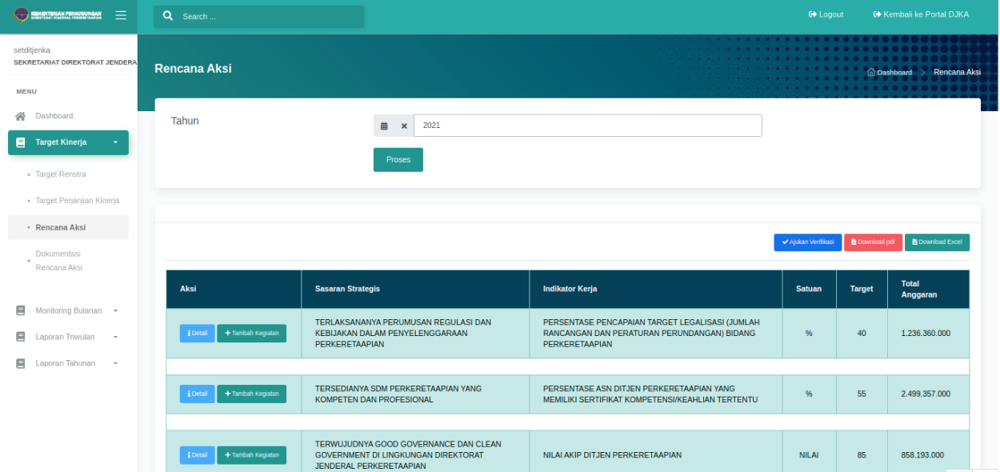 KEMENTERIAN PERHUBUNGAN
DIREKTORAT JENDERAL PERKERETAAPIAN
Search ...
Logout
Kembali ke Portal DJKA
setditjenka
SEKRETARIAT DIREKTORAT JENDERA
MENU
Dashboard
Target Kinerja
Target Renstra
Target Perjanjian Kinerja
Rencana Aksi
Dokumentasi
Rencana Aksi
Monitoring Bulanan
Laporan Triwulan
Laporan Tahunan
Rencana Aksi
Dashboard
Rencana Aksi
Tahun
2021
Proses
Ajukan Verifikasi
Download pdf
Download Excel
Aksi
Sasaran Strategis
Indikator Kerja
Satuan
Target
Total
Anggaran
Detail
Tambah Kegiatan
TERLAKSANANYA PERUMUSAN REGULASI DAN
KEBIJAKAN DALAM PENYELENGGARAAN
PERKERETAAPIAN
PERSENTASE PENCAPAIAN TARGET LEGALISASI (JUMLAH
RANCANGAN DAN PERATURAN PERUNDANGAN) BIDANG
PERKERETAAPIAN
%
40
1.236.360.000
Detail
Tambah Kegiatan
TERSEDIANYA SDM PERKERETAAPIAN YANG
KOMPETEN DAN PROFESIONAL
PERSENTASE ASN DITJEN PERKERETAAPIAN YANG
MEMILIKI SERTIFIKAT KOMPETENSI/KEAHLIAN TERTENTU
%
55
2.499.357.000
Detail
Tambah Kegiatan
TERWUJUDNYA GOOD GOVERNANCE DAN CLEAN
GOVERNMENT DI LINGKUNGAN DIREKTORAT
JENDERAL PERKERETAAPIAN
NILAI AKIP DITJEN PERKERETAAPIAN
NILAI
85
858.193.000